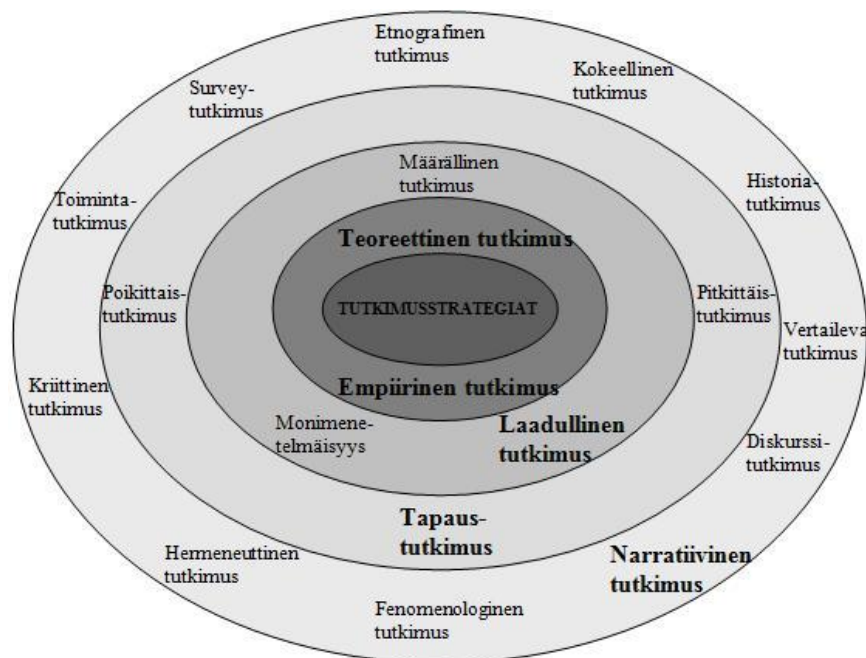 Etnografinen
tutkimus
Kokeellinen
tutkimus
Survey-
tutkimus
Määrällinen
tutkimus
Historia-
tutkimus
Toiminta-
tutkimus
Teoreettinen tutkimus
Poikittais-
tutkimus
TUTKIMUSSTRATEGIAT
Pitkittäis-
tutkimus
Vertaileva
tutkimus
Kriittinen
tutkimus
Empiirinen tutkimus
Monimene-
telmäisyys
Laadullinen
tutkimus
Diskurssi-
tutkimus
Tapaus-
tutkimus
Hermeneuttinen
tutkimus
Narratiivinen
tutkimus
Fenomenologinen
tutkimus